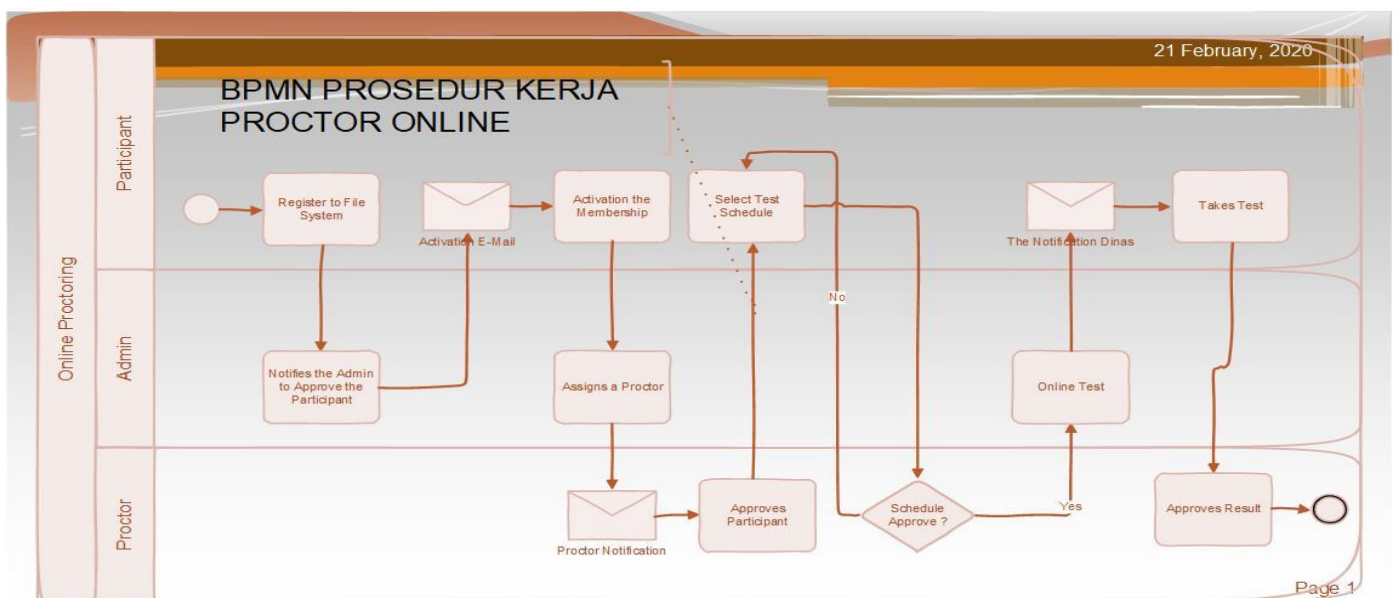 21 February, 2020
BPMN PROSEDUR KERJA
PROCTOR ONLINE
Online Proctoring
Participant
Register to File
System
Activation E-Mail
Activation the
Membership
Select Test
Schedule
The Notification Dinas
Takes Test
No
Admin
Notifies the Admin
to Approve the
Participant
Assigns a Proctor
Online Test
Proctor
Proctor Notification
Approves
Participant
Schedule
Approve ?
Yes
Approves Result
Page 1